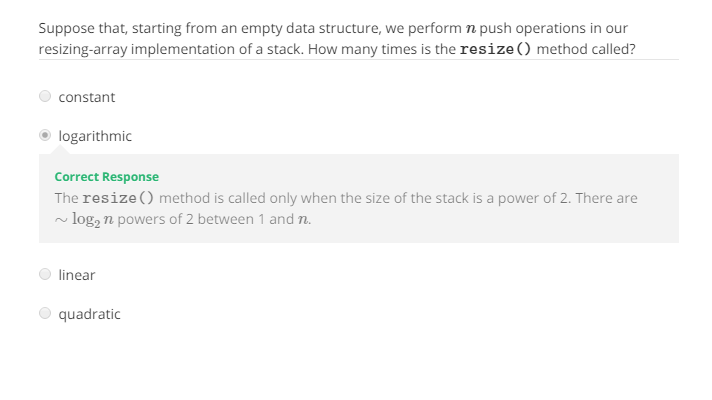 Suppose that, starting from an empty data structure, we perform n push operations in our
resizing-array implementation of a stack. How many times is the resize() method called?
constant
logarithmic
Correct Response
The resize() method is called only when the size of the stack is a power of 2. There are
∼ log₂ n powers of 2 between 1 and n.
linear
quadratic